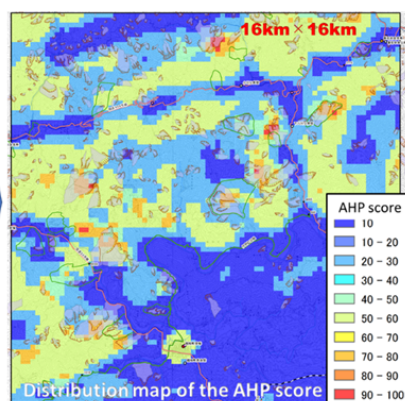 16km×16km
AHP score
10
10 - 20
20 - 30
30 - 40
40 - 50
50 - 60
60 - 70
70 - 80
80 - 90
90 - 100
Distribution map of the AHP score